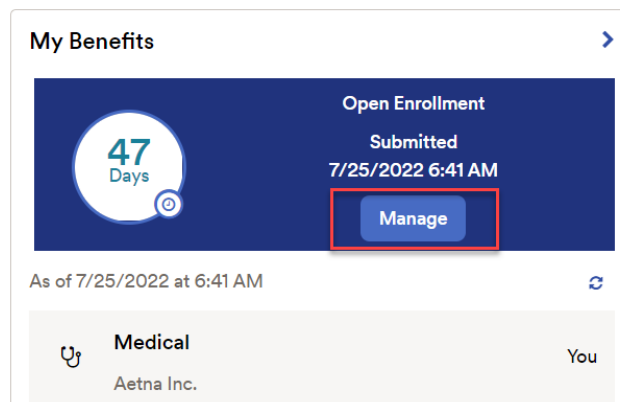 My Benefits
47
Days
Open Enrollment
Submitted
7/25/2022 6:41 AM
Manage
As of 7/25/2022 at 6:41 AM
Medical
You
Aetna Inc.